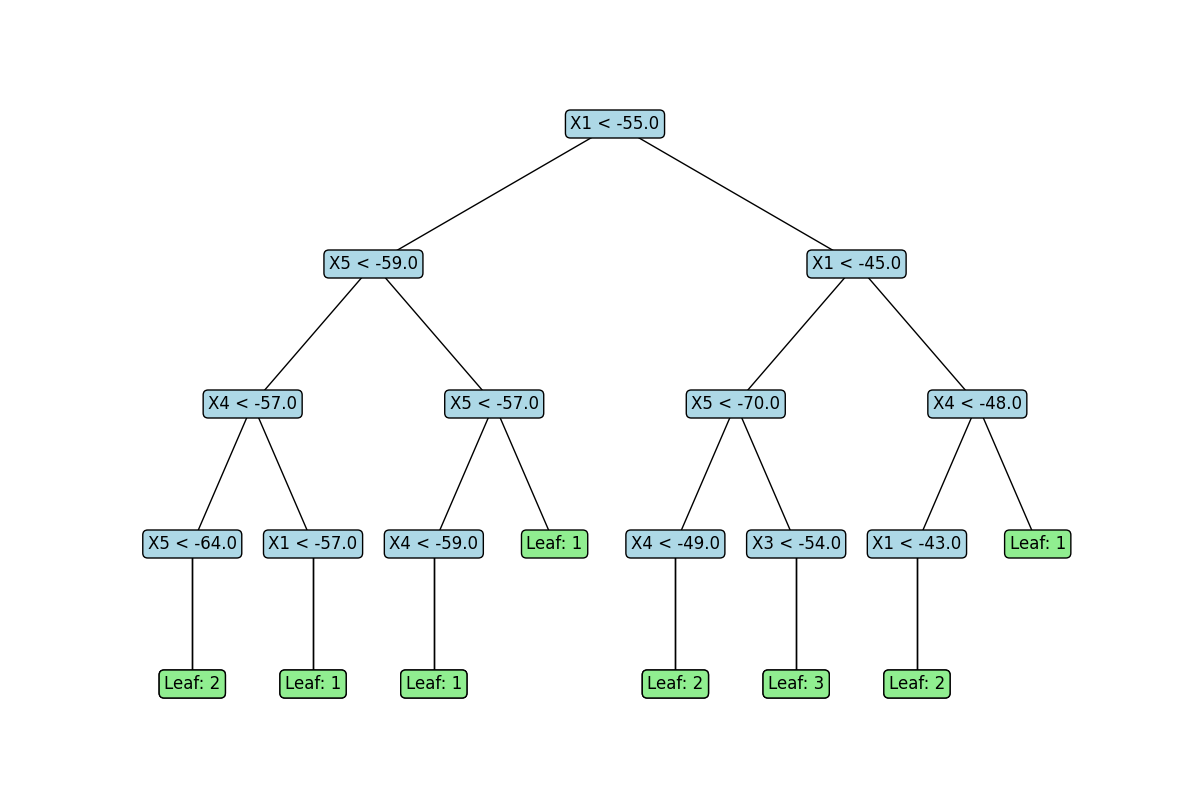 X1 < -55.0
X5 < -59.0
X1 < -45.0
X4 < -57.0
X5 < -57.0
X5 < -70.0
X4 < -48.0
X5 < -64.0
X1 < -57.0
X4 < -59.0
Leaf: 1
X4 < -49.0
X3 < -54.0
X1 < -43.0
Leaf: 1
Leaf: 2
Leaf: 1
Leaf: 1
Leaf: 2
Leaf: 3
Leaf: 2